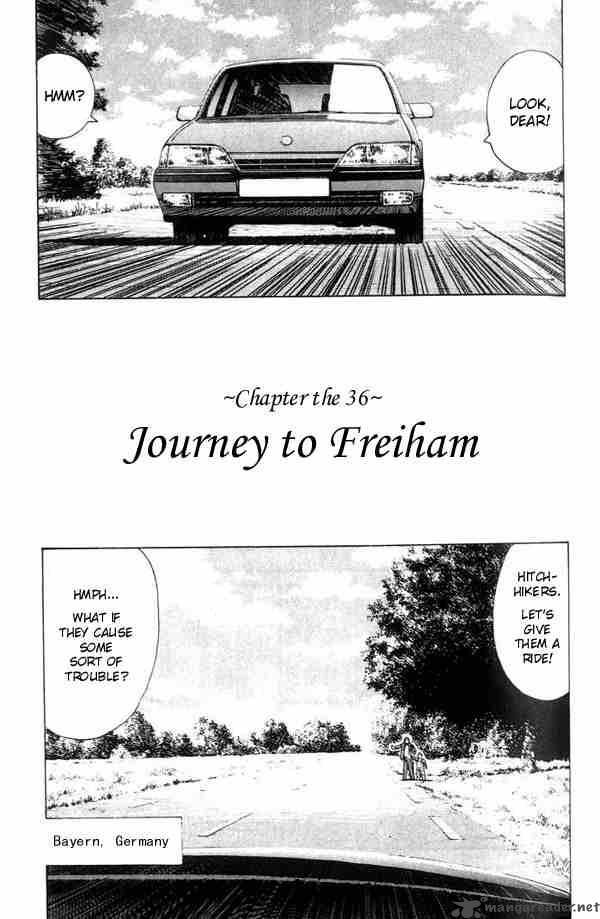 LOOK,
DEAR!
HMM?
~Chapter the 36~
Journey to Freiham
HITCH-
HIKERS.
LET'S
GIVE
THEM A
RIDE!
HMPH...
WHAT IF
THEY CAUSE
SOME
SORT OF
TROUBLE?
Bayern, Germany
mangareader.net